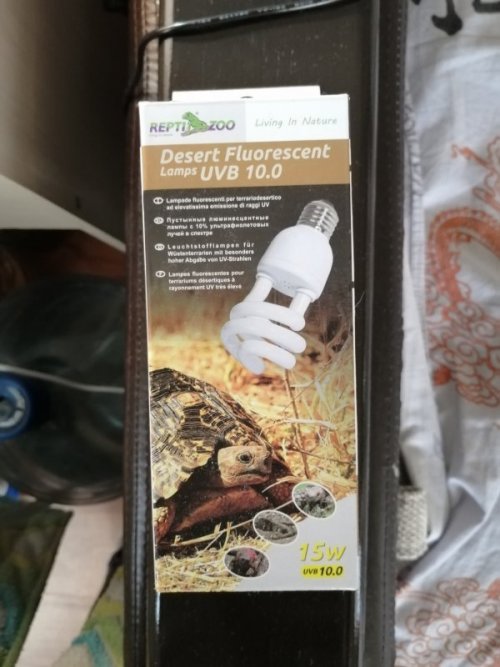 REPTI ZOO
Living In Nature
Desert Fluorescent
Lamps UVB 10.0
Lampade fluorescenti per terrariodesertico
ad elevatissima emissione di raggi UV
Пустынные люминесцентные
лампы с 10% ультрафиолетовых
лучей в спектре
Leuchtstofflampen für
Wüstenterrarien mit besonders
hoher Abgabe von UV-Strahlen
Lampes fluorescentes pour
terrariums désertiques à
rayonnement UV très élevé
15W
UVB 10.0